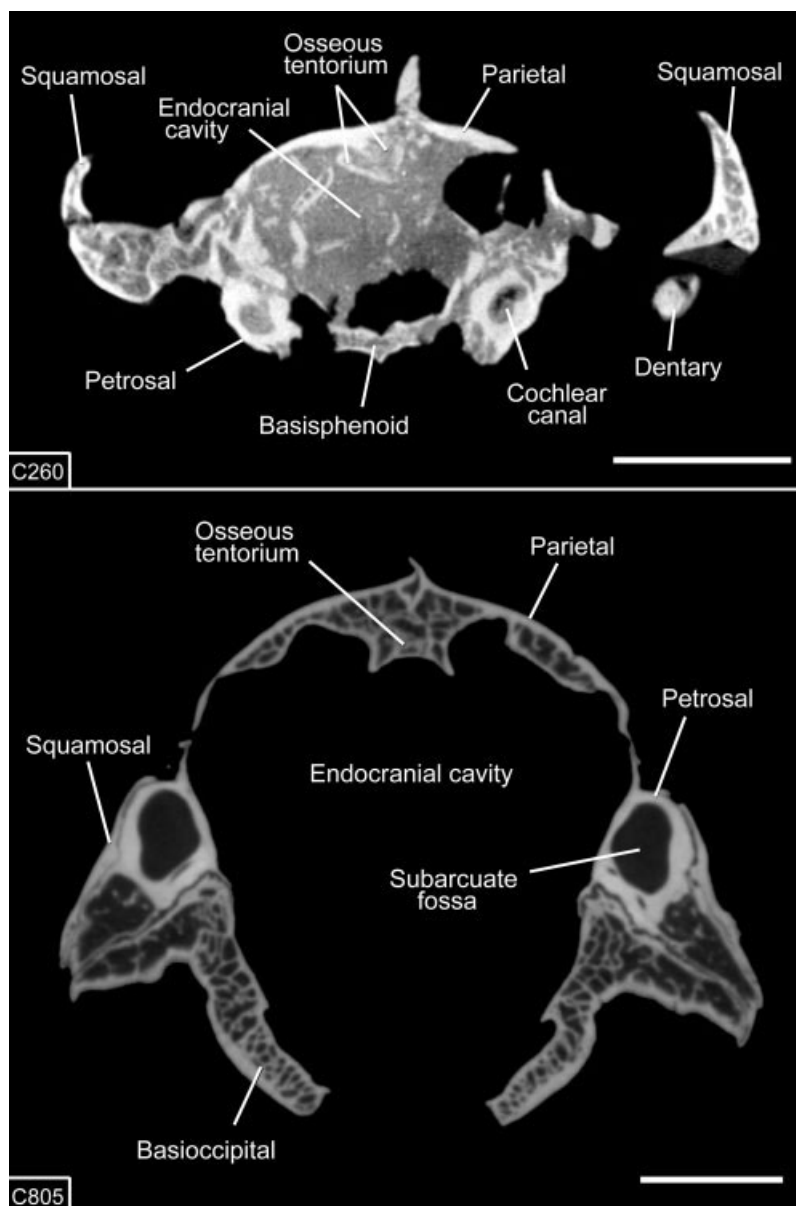 Osseous
tentorium
Squamosal
Parietal
Squamosal
Endocranial
cavity
Petrosal
Basisphenoid
Cochlear
canal
Dentary
C260
Osseous
tentorium
Parietal
Petrosal
Squamosal
Endocranial cavity
Subarcuate
fossa
Basioccipital
C805